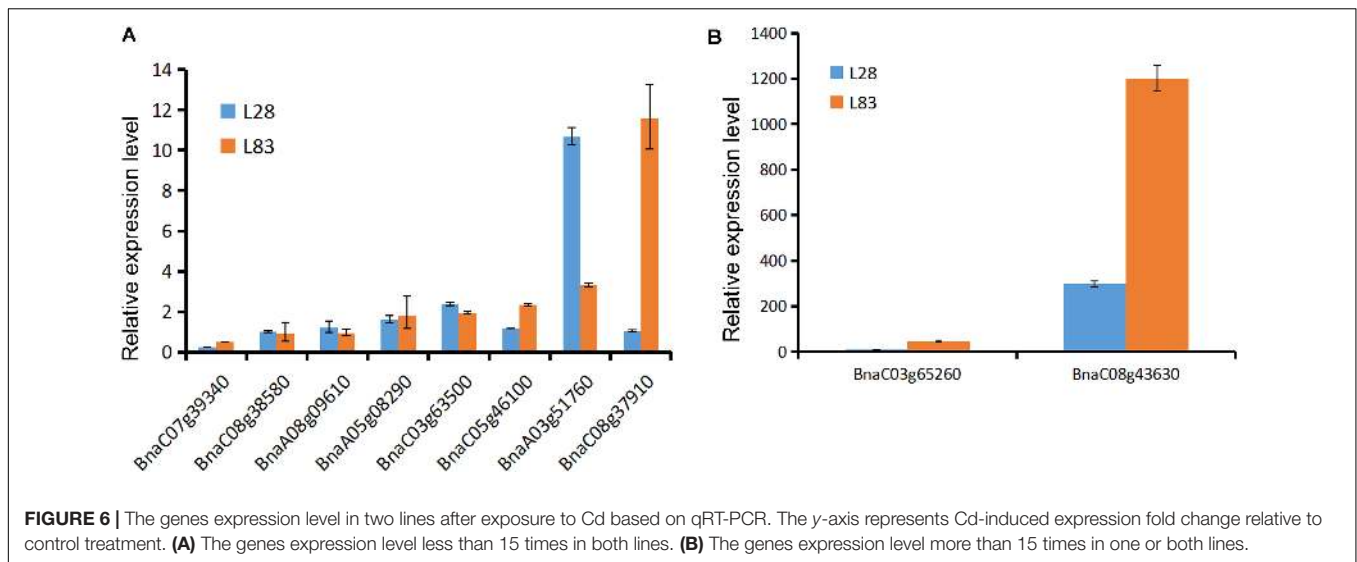 A
14
12
10
8
6
4
2
0
Relative expression level
L28
L83
BnaC07g39340
BnaC08g38580
BnaA08g09610
BnaA05g08290
BnaC03g63500
BnaC05g46100
BnaA03g51760
BnaC08g37910
B
1400
1200
1000
800
600
400
200
0
Relative expression level
L28
L83
BnaC03g65260
BnaC08g43630
FIGURE 6 | The genes expression level in two lines after exposure to Cd based on qRT-PCR. The y-axis represents Cd-induced expression fold change relative to
control treatment. (A) The genes expression level less than 15 times in both lines. (B) The genes expression level more than 15 times in one or both lines.